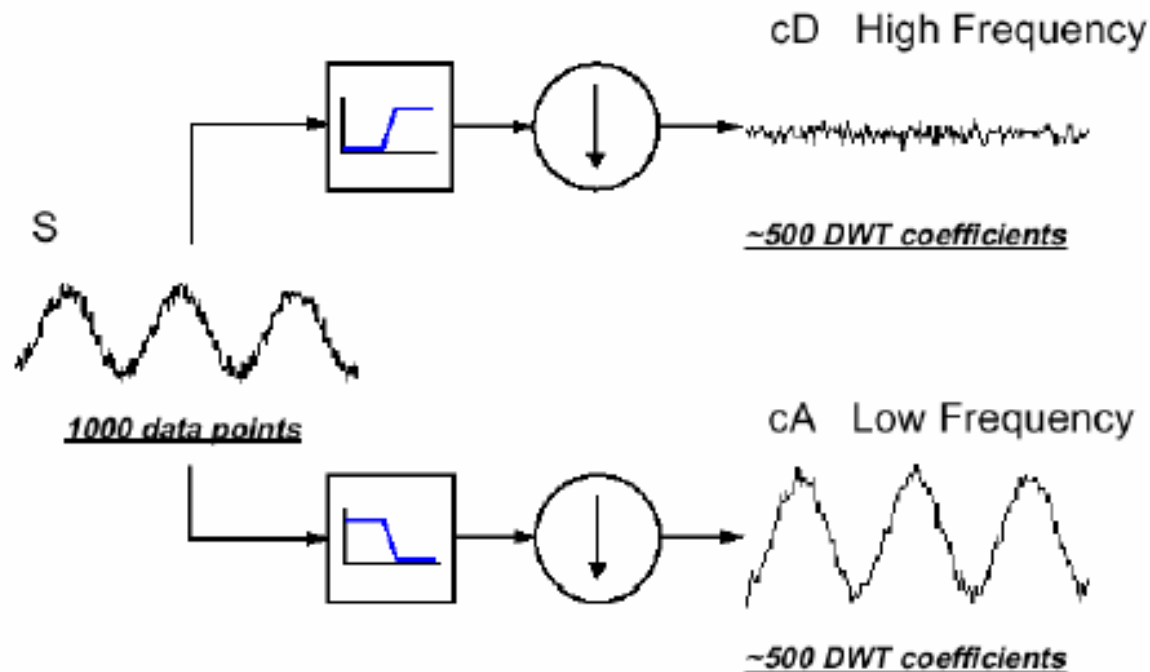 cD High Frequency
~500 DWT coefficients
S
1000 data points
cA Low Frequency
~500 DWT coefficients